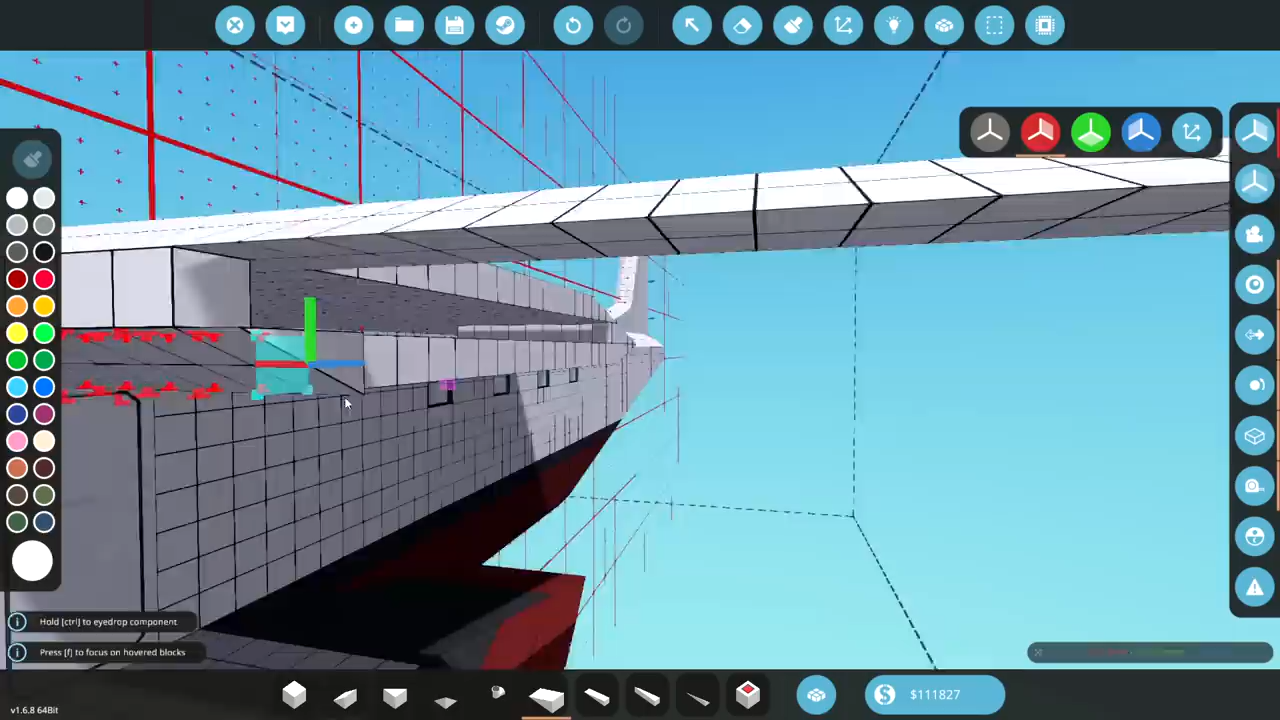 Hold [ctrl] to eyedrop component
Press [f] to focus on hovered blocks
$111827
v1.6.8 64Bit